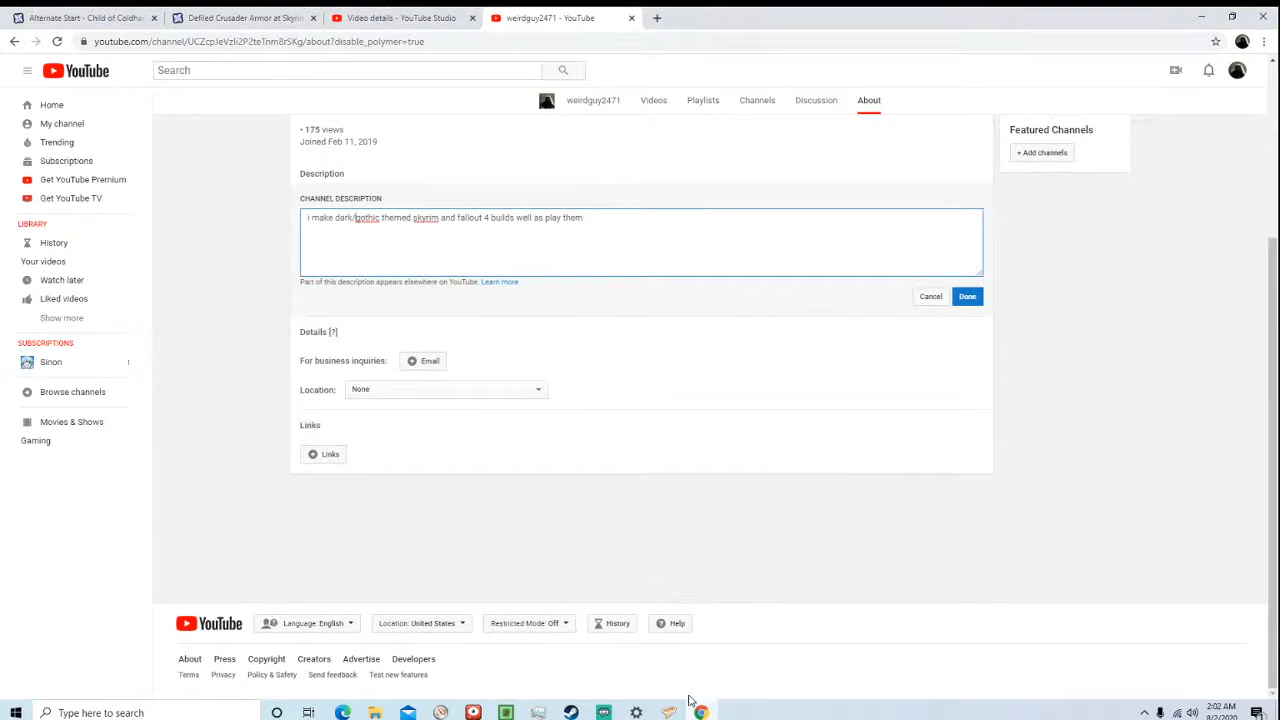 Alternate Start - Child of Coldha
Defiled Crusader Armor at Skyrim
Video details - YouTube Studio
weirdguy2471 - YouTube
youtube.com/channel/UCZcpJeVzIi2P2teTnm8rSKg/about?disable_polymer=true
YouTube
Search
weirdguy2471
Videos
Playlists
Channels
Discussion
About
Home
My channel
Trending
Subscriptions
Get YouTube Premium
Get YouTube TV
LIBRARY
History
Your videos
Watch later
Liked videos
Show more
SUBSCRIPTIONS
Sinon
Browse channels
Movies & Shows
Gaming
• 175 views
Joined Feb 11, 2019
Description
CHANNEL DESCRIPTION
i make dark/gothic themed skyrim and fallout 4 builds well as play them
Part of this description appears elsewhere on YouTube. Learn more
Cancel
Done
Details [?]
For business inquiries:
Email
Location:
None
Links
Links
Featured Channels
+ Add channels
YouTube
Language: English
Location: United States
Restricted Mode: Off
History
Help
About Press Copyright Creators Advertise Developers
Terms Privacy Policy & Safety Send feedback Test new features
Type here to search
2:02 AM